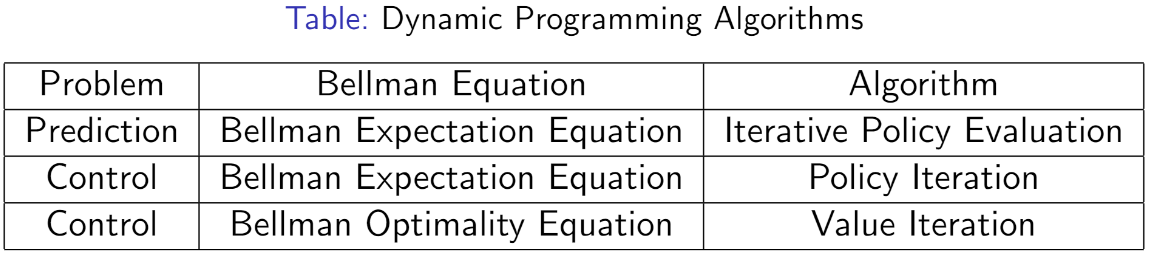 Table: Dynamic Programming Algorithms
Problem Bellman Equation Algorithm
Prediction Bellman Expectation Equation Iterative Policy Evaluation
Control Bellman Expectation Equation Policy Iteration
Control Bellman Optimality Equation Value Iteration